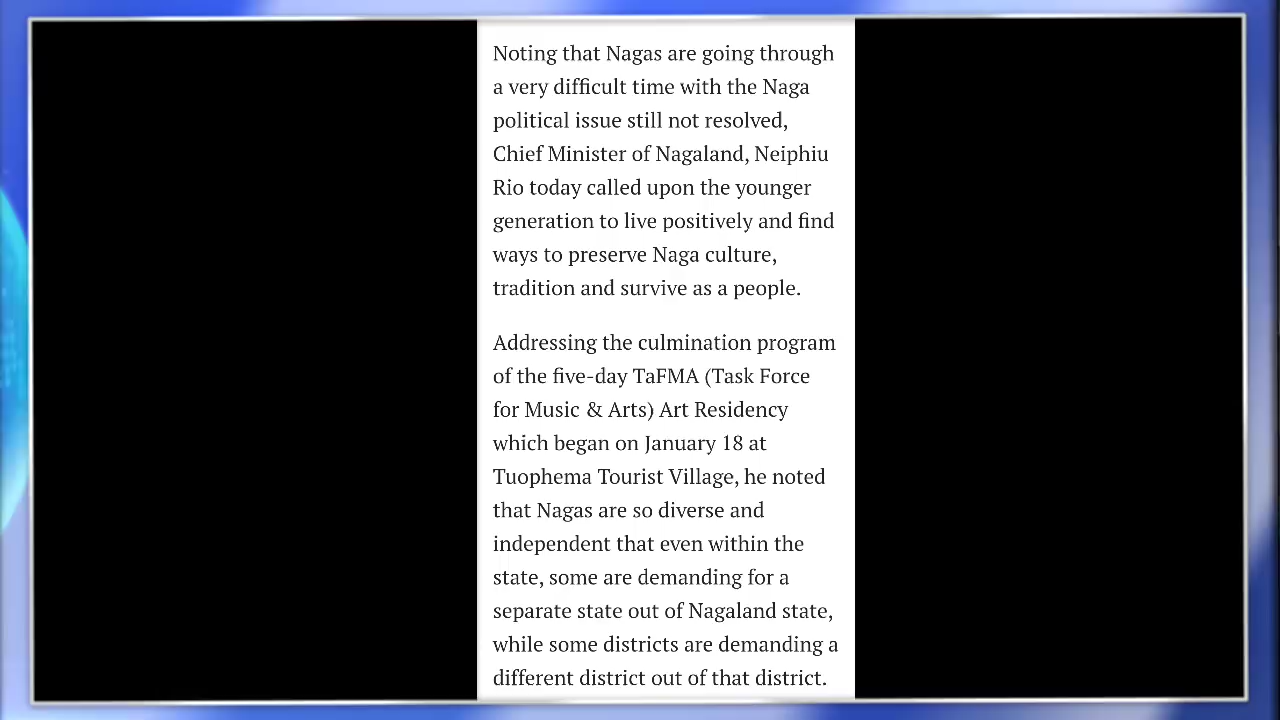 Noting that Nagas are going through
a very difficult time with the Naga
political issue still not resolved,
Chief Minister of Nagaland, Neiphiu
Rio today called upon the younger
generation to live positively and find
ways to preserve Naga culture,
tradition and survive as a people.
Addressing the culmination program
of the five-day TaFMA (Task Force
for Music & Arts) Art Residency
which began on January 18 at
Tuophema Tourist Village, he noted
that Nagas are so diverse and
independent that even within the
state, some are demanding for a
separate state out of Nagaland state,
while some districts are demanding a
different district out of that district.